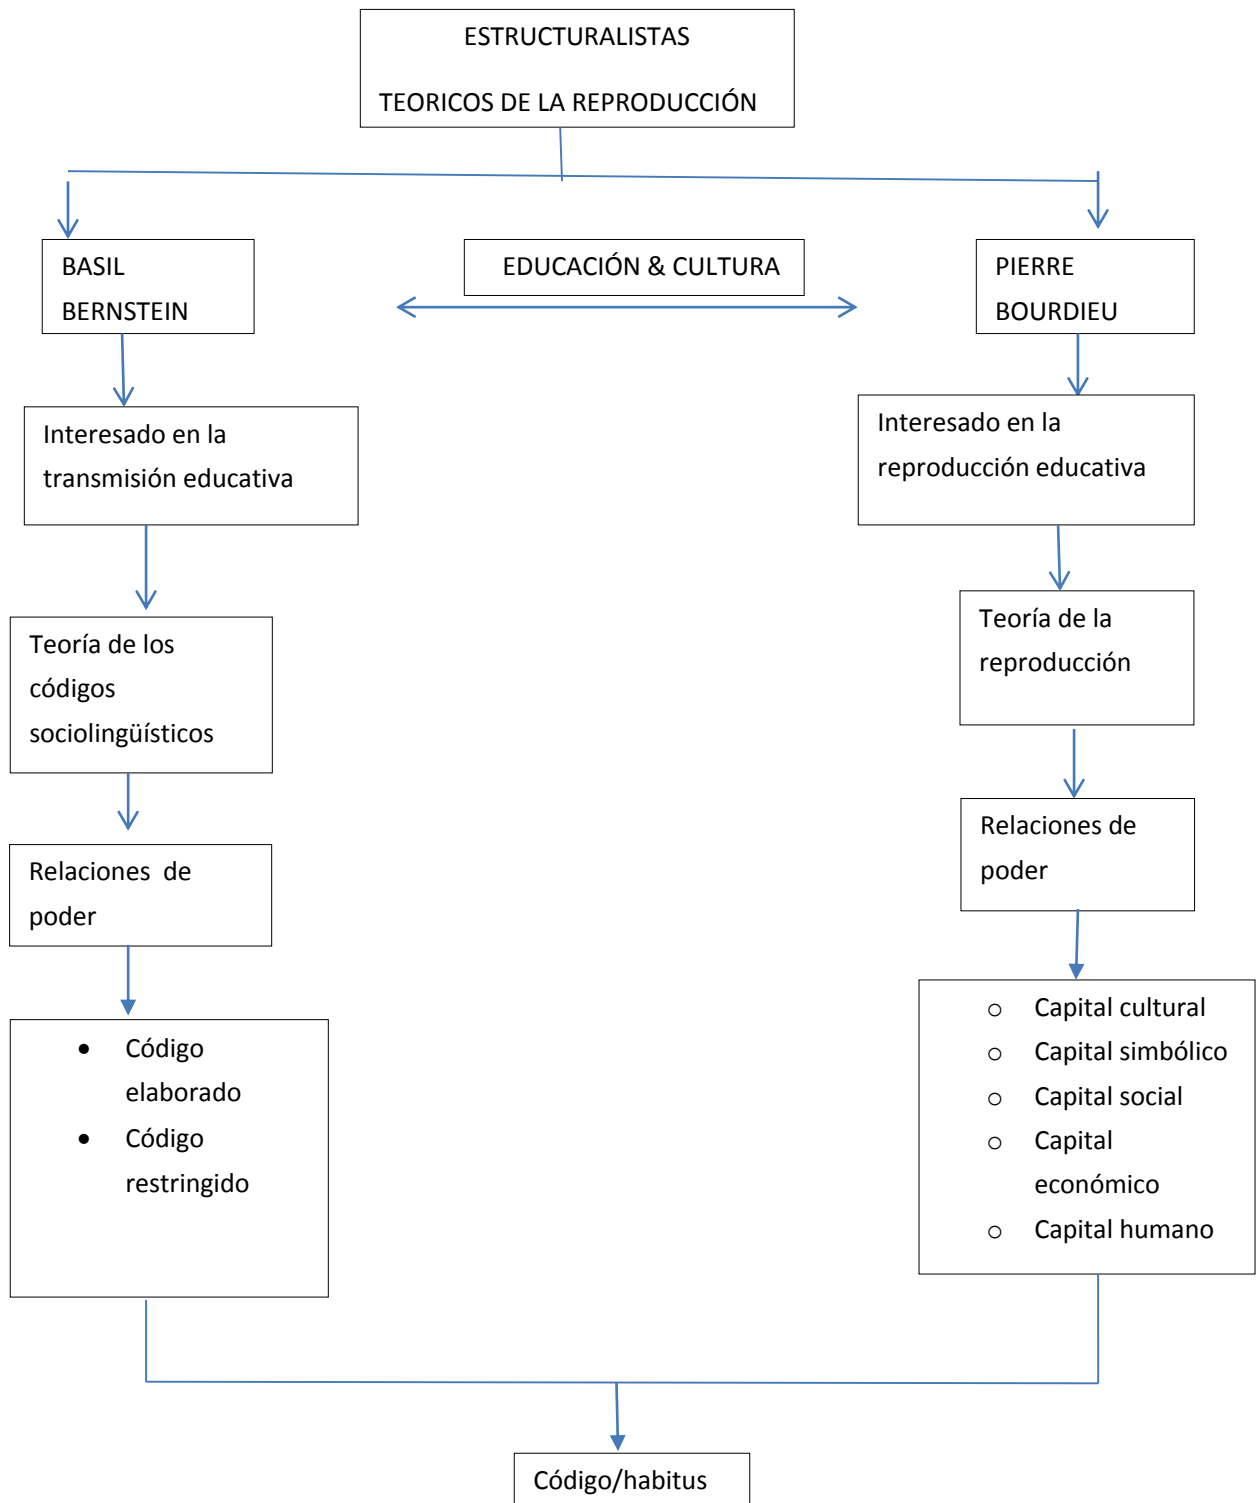 ESTRUCTURALISTAS
TEORICOS DE LA REPRODUCCIÓN
BASIL
BERNSTEIN
EDUCACIÓN & CULTURA
PIERRE
BOURDIEU
Interesado en la
transmisión educativa
Interesado en la
reproducción educativa
Teoría de los
códigos
sociolingüísticos
Teoría de la
reproducción
Relaciones de
poder
Relaciones de
poder
• Código
elaborado
• Código
restringido
o Capital cultural
o Capital simbólico
o Capital social
o Capital
económico
o Capital humano
Código/habitus